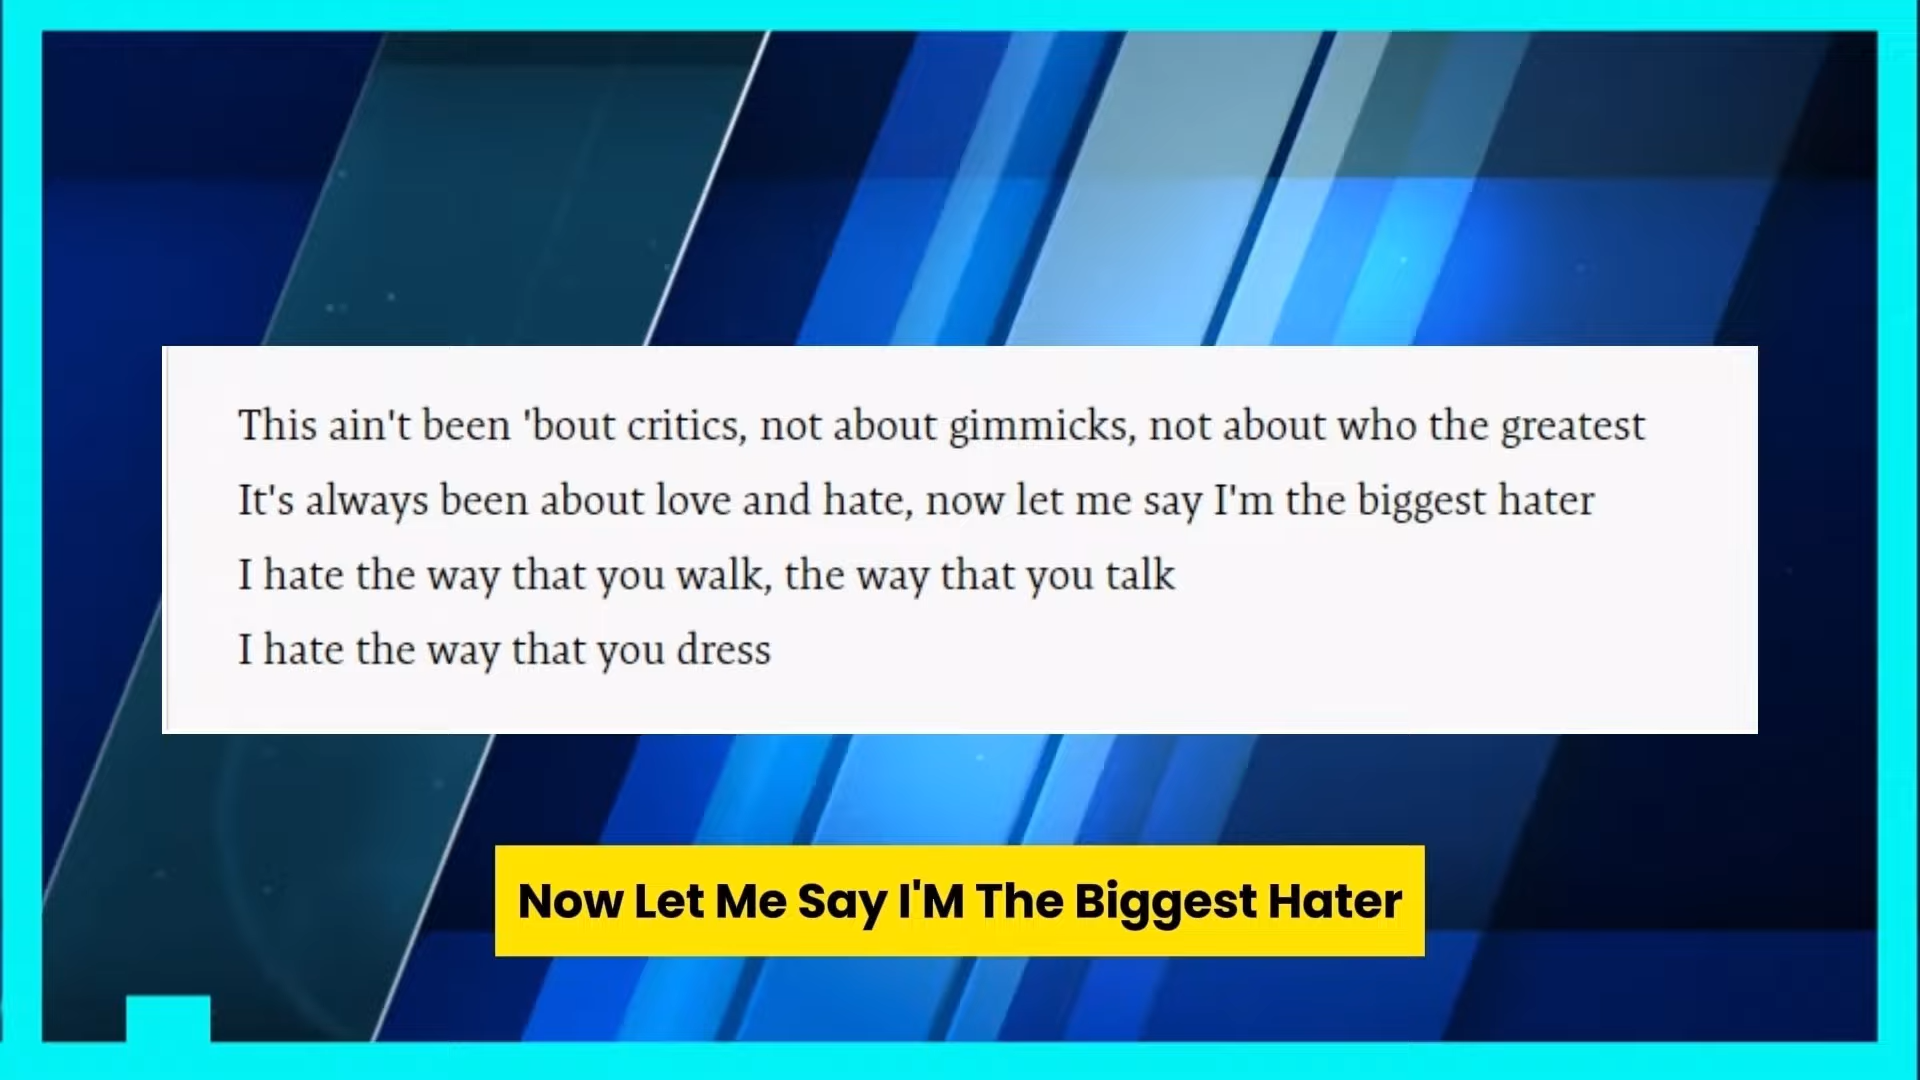 This ain't been 'bout critics, not about gimmicks, not about who the greatest
It's always been about love and hate, now let me say I'm the biggest hater
I hate the way that you walk, the way that you talk
I hate the way that you dress
Now Let Me Say I'M The Biggest Hater